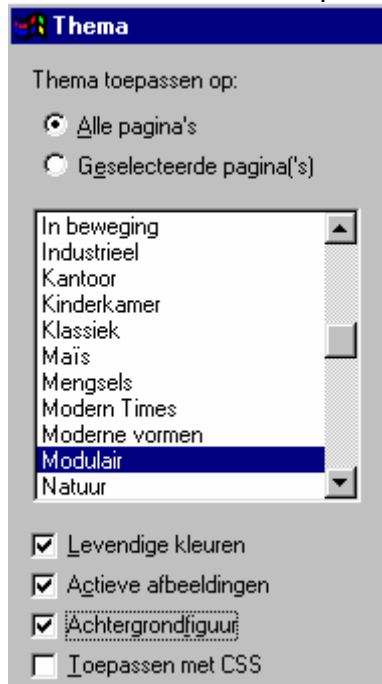 Thema
Thema toepassen op:
Alle pagina's
Geselecteerde pagina('s)
In beweging
Industrieel
Kantoor
Kinderkamer
Klassiek
Maïs
Mengsels
Modern Times
Moderne vormen
Modulair
Natuur
Levendige kleuren
Actieve afbeeldingen
Achtergrondfiguur
Toepassen met CSS